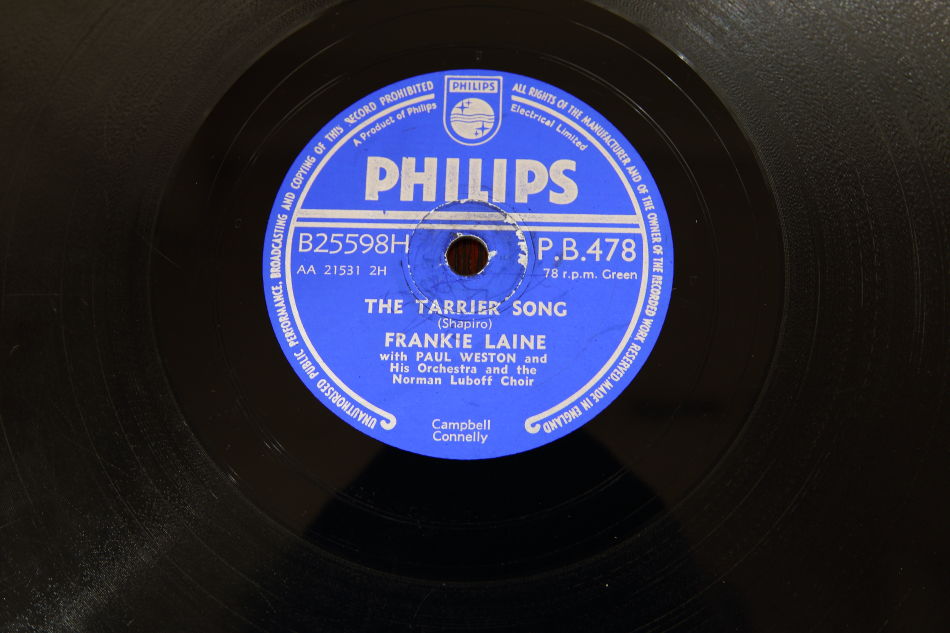 UNAUTHORISED PUBLIC PERFORMANCE, BROADCASTING AND COPYING OF THIS RECORD PROHIBITED
ALL RIGHTS OF THE MANUFACTURER AND OF THE OWNER OF THE RECORDED WORK RESERVED. MADE IN ENGLAND
A Product of Philips
Electrical Limited
PHILIPS
PHILIPS
B25598H
P.B.478
AA 21531 2H
78 r.p.m. Green
THE TARRIER SONG
(Shapiro)
FRANKIE LAINE
with PAUL WESTON and
His Orchestra and the
Norman Luboff Choir
Campbell
Connelly